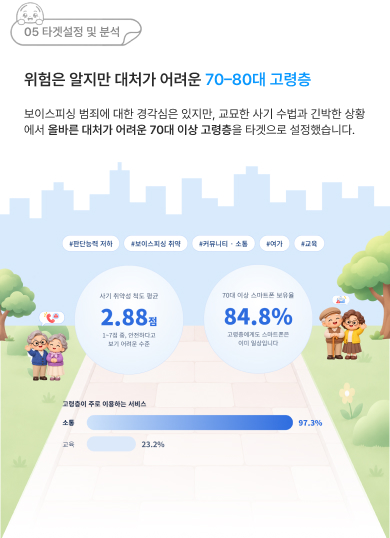 05 타겟설정 및 분석
위험은 알지만 대처가 어려운 70–80대 고령층
보이스피싱 범죄에 대한 경각심은 있지만, 교묘한 사기 수법과 긴박한 상황
에서 올바른 대처가 어려운 70대 이상 고령층을 타겟으로 설정했습니다.
#판단능력 저하 #보이스피싱 취약 #커뮤니티 · 소통 #여가 #교육
사기 취약성 척도 평균
2.88점
1–7점 중, 안전하다고
보기 어려운 수준
70대 이상 스마트폰 보유율
84.8%
고령층에게도 스마트폰은
이미 일상입니다
고령층이 주로 이용하는 서비스
소통 97.3%
교육 23.2%